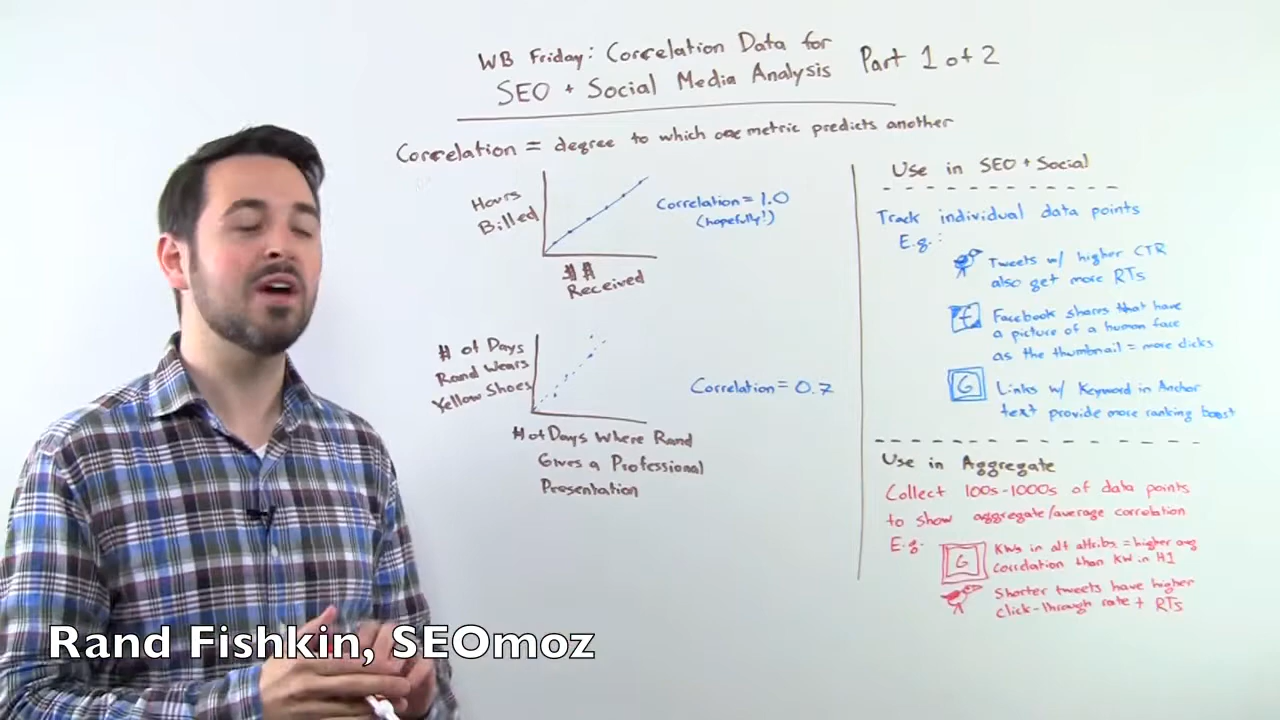 WB Friday: Correlation Data for
SEO + Social Media Analysis Part 1 of 2
Correlation = degree to which one metric predicts another
Hours
Billed
$$
Received
Correlation = 1.0
(hopefully!)
# of Days
Rand Wears
Yellow Shoes
Correlation = 0.7
# of Days Where Rand
Gives a Professional
Presentation
Use in SEO + Social
Track individual data points
E.g.:
Tweets w/ higher CTR
also get more RTs
f
Facebook shares that have
a picture of a human face
as the thumbnail = more clicks
G
Links w/ Keyword in Anchor
text provide more ranking boost
Use in Aggregate
Collect 100s-1000s of data points
to show aggregate/average correlation
E.g.
G
KWs in alt attribs. = higher avg
correlation than KW in H1
Shorter tweets have higher
click-through rate + RTs
Rand Fishkin, SEOmoz